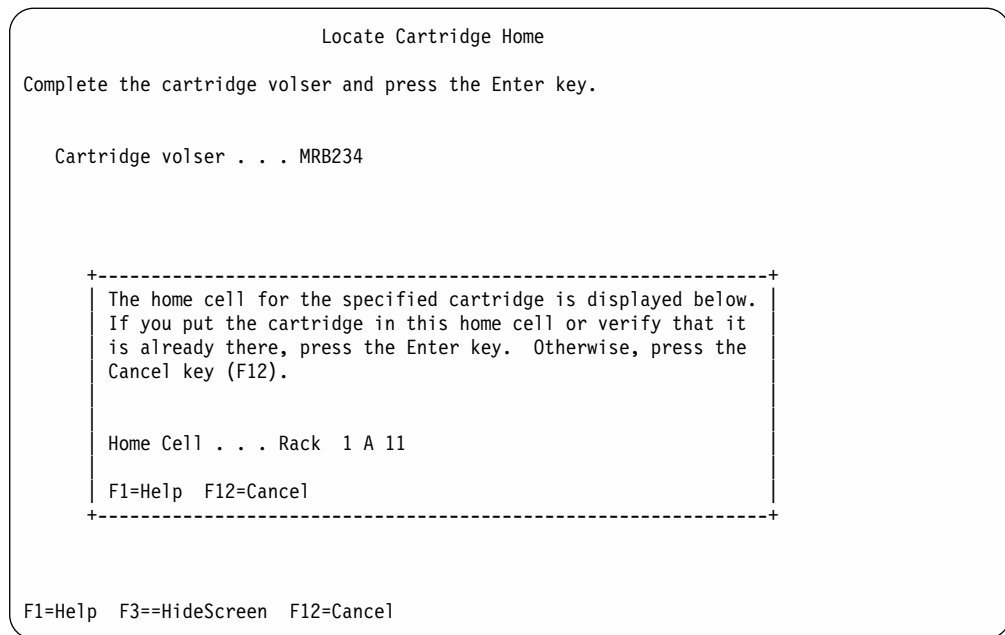 Locate Cartridge Home
Complete the cartridge volser and press the Enter key.
Cartridge volser . . . MRB234
+---------------------------------------------------------------+
| The home cell for the specified cartridge is displayed below. |
| If you put the cartridge in this home cell or verify that it |
| is already there, press the Enter key. Otherwise, press the |
| Cancel key (F12). |
| |
| |
| Home Cell . . . Rack 1 A 11 |
| |
| F1=Help F12=Cancel |
+---------------------------------------------------------------+
F1=Help F3==HideScreen F12=Cancel